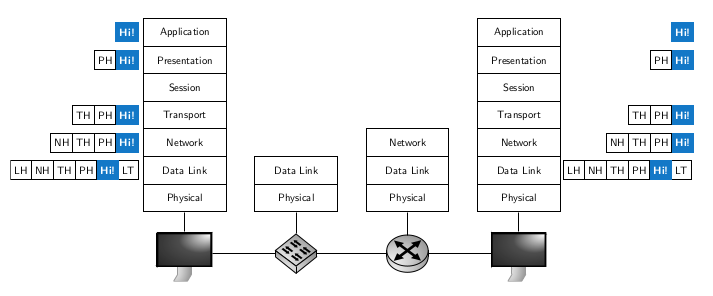 Hi! Application Application Hi!
PH Hi! Presentation Presentation PH Hi!
Session Session
TH PH Hi! Transport Transport TH PH Hi!
NH TH PH Hi! Network Network Network NH TH PH Hi!
LH NH TH PH Hi! LT Data Link Data Link Data Link Data Link LH NH TH PH Hi! LT
Physical Physical Physical Physical